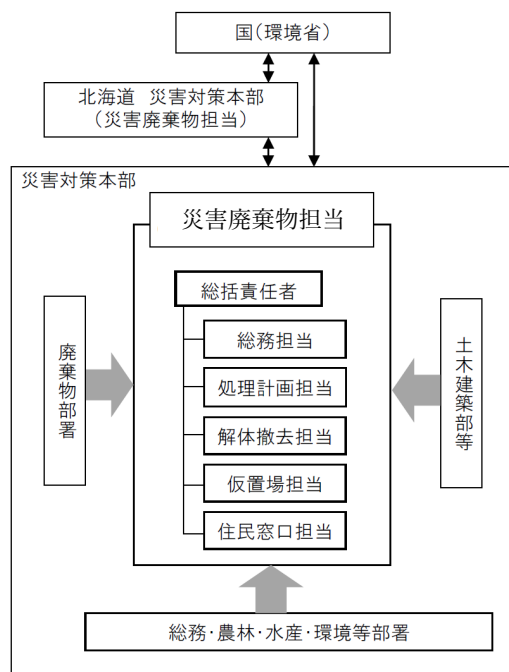 国（環境省）
北海道 災害対策本部
（災害廃棄物担当）
災害対策本部
災害廃棄物担当
総括責任者
総務担当
処理計画担当
解体撤去担当
仮置場担当
住民窓口担当
廃棄物部署
土木建築部等
総務・農林・水産・環境等部署